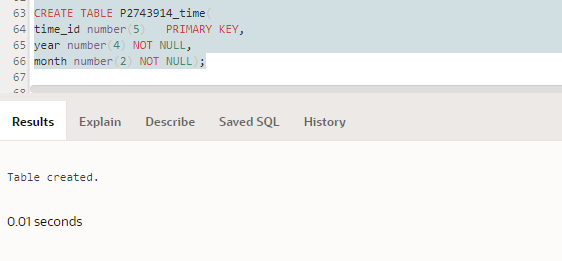 63 CREATE TABLE P2743914_time(
64 time_id number(5) PRIMARY KEY,
65 year number(4) NOT NULL,
66 month number(2) NOT NULL);
67
Results Explain Describe Saved SQL History
Table created.
0.01 seconds